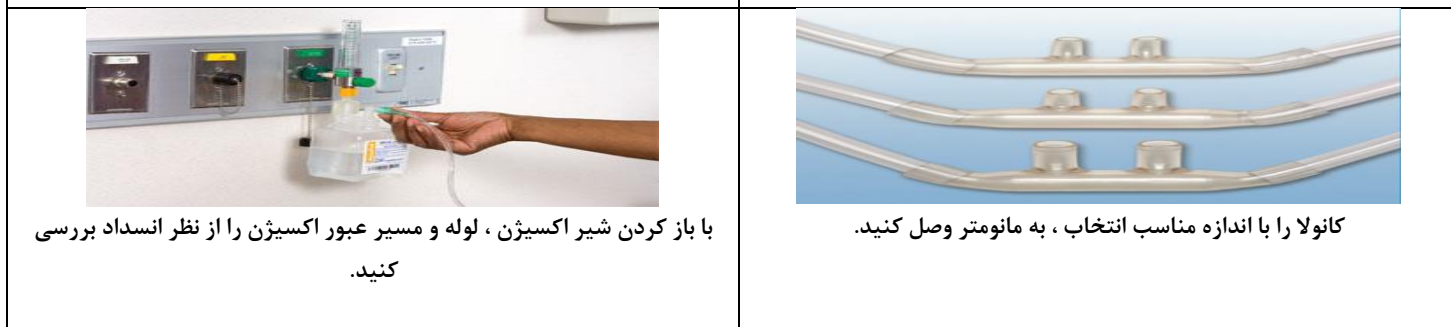 کانولا را با اندازه مناسب انتخاب ، به مانومتر وصل کنید.
با باز کردن شیر اکسیژن ، لوله و مسیر عبور اکسیژن را از نظر انسداد بررسی
کنید.